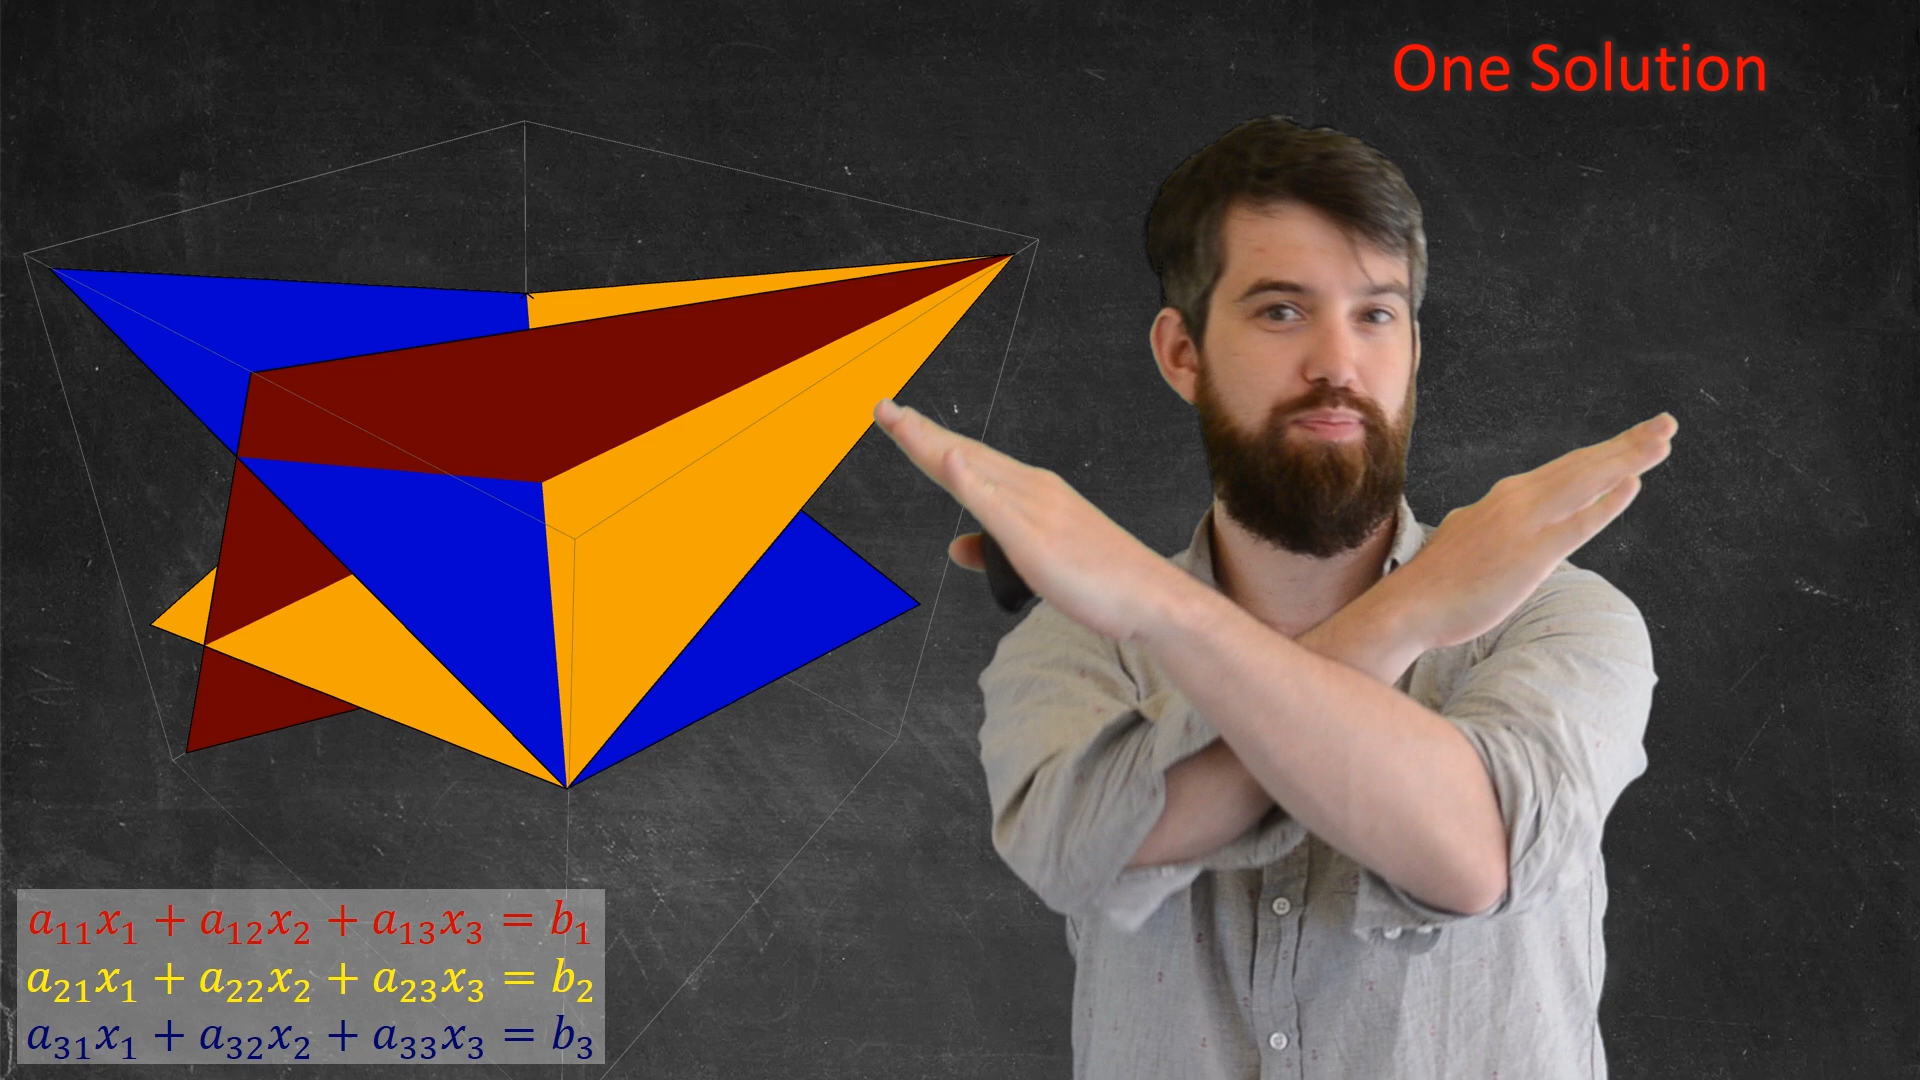 One Solution
a₁₁x₁ + a₁₂x₂ + a₁₃x₃ = b₁
a₂₁x₁ + a₂₂x₂ + a₂₃x₃ = b₂
a₃₁x₁ + a₃₂x₂ + a₃₃x₃ = b₃